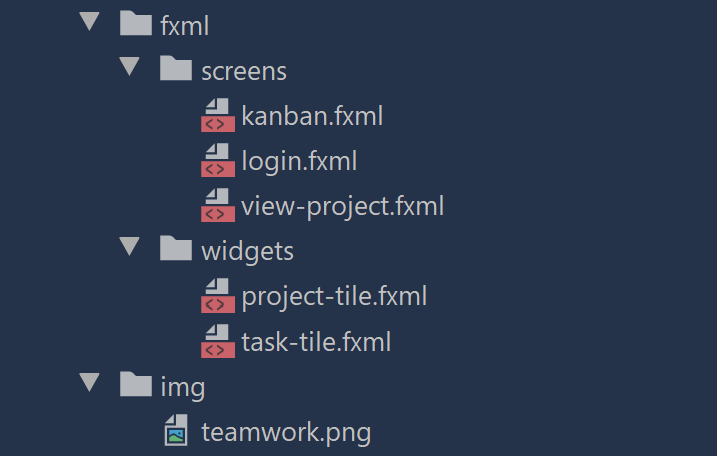 fxml
screens
kanban.fxml
login.fxml
view-project.fxml
widgets
project-tile.fxml
task-tile.fxml
img
teamwork.png